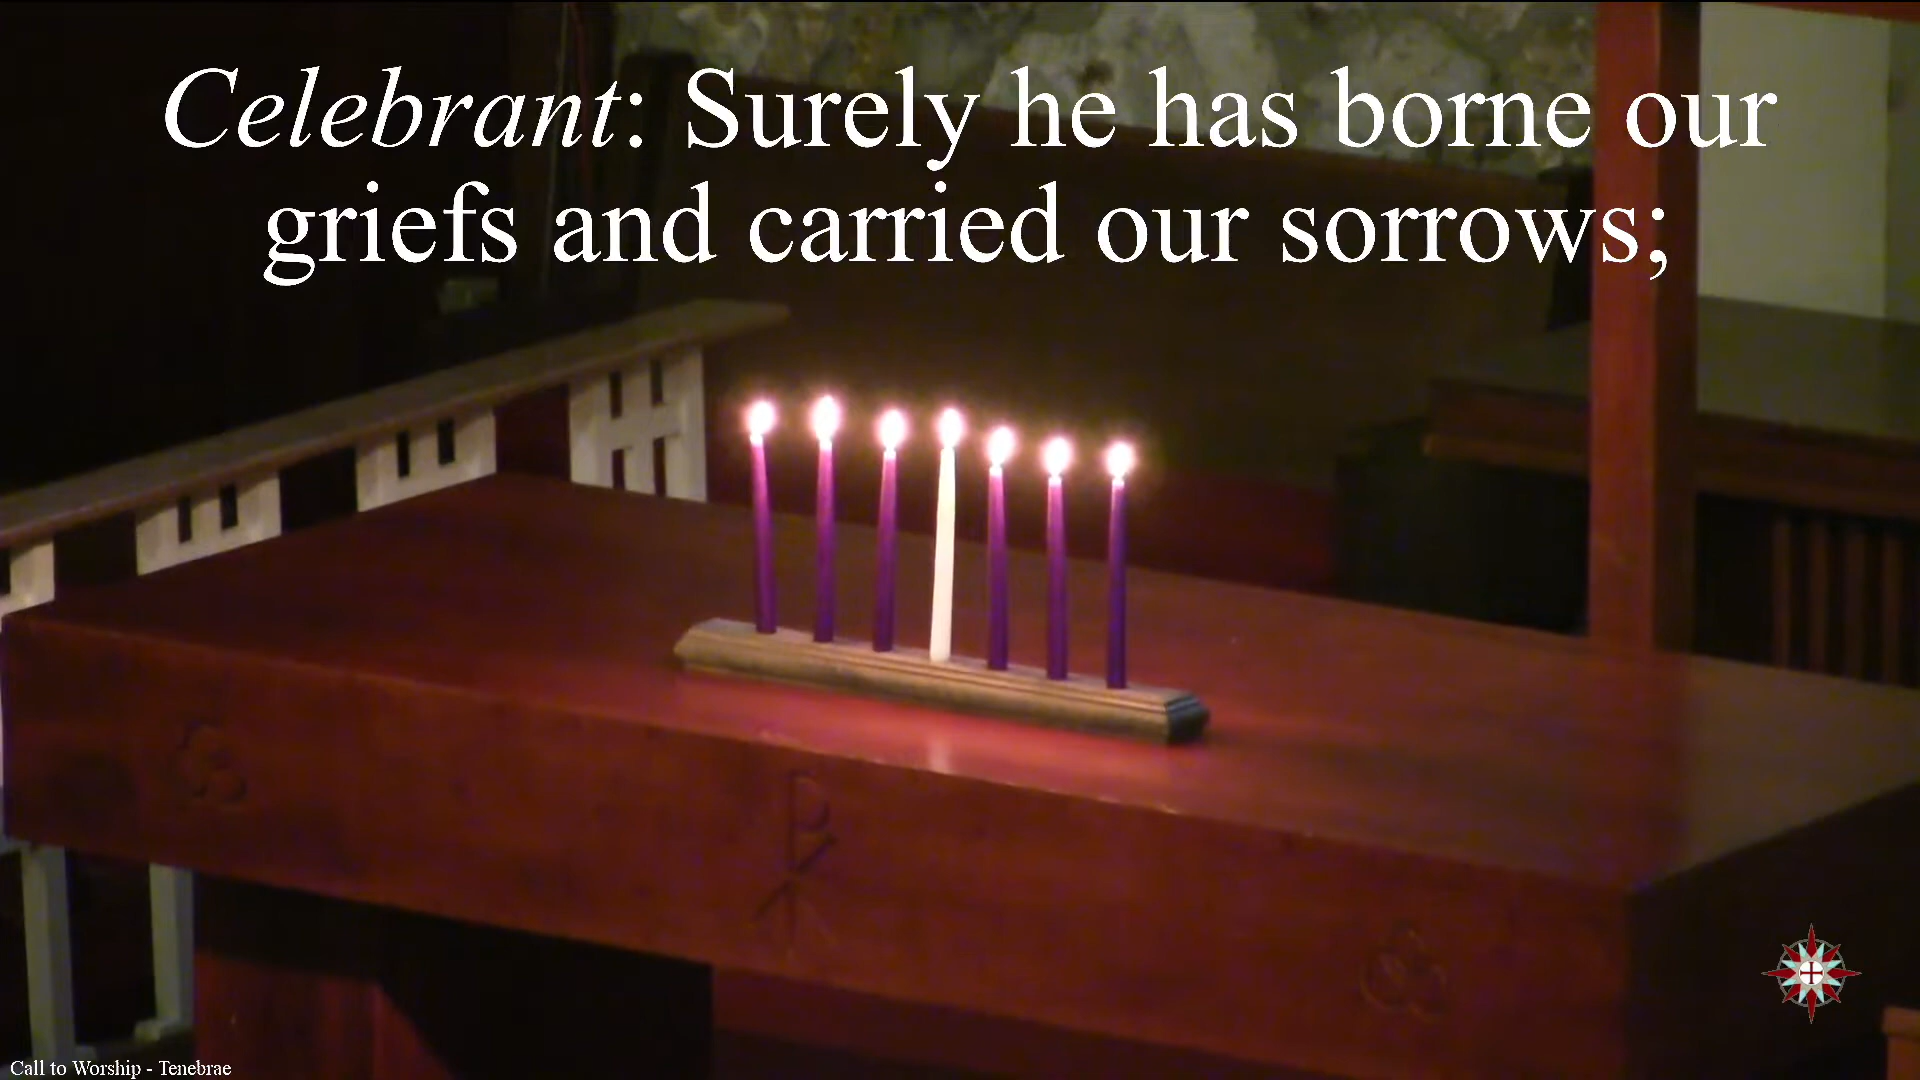 Celebrant: Surely he has borne our
griefs and carried our sorrows;
Call to Worship - Tenebrae